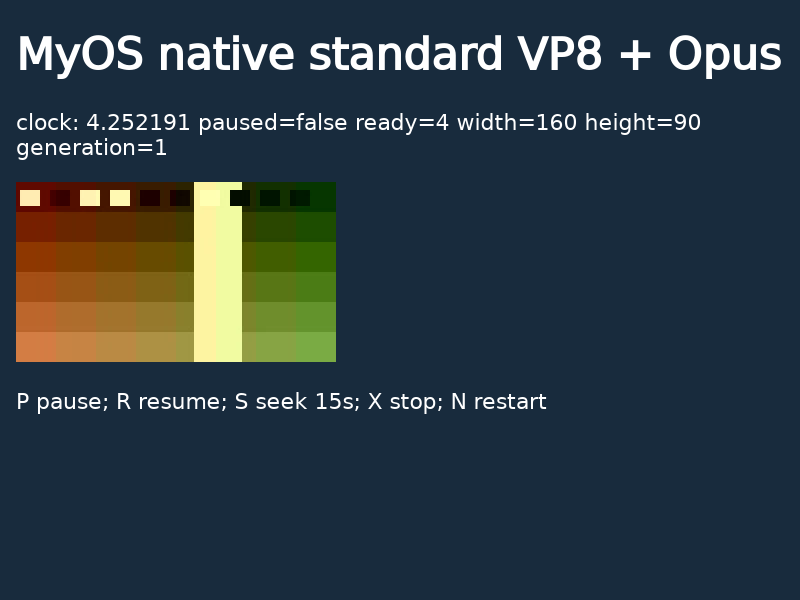 MyOS native standard VP8 + Opus
clock: 4.252191 paused=false ready=4 width=160 height=90
generation=1
P pause; R resume; S seek 15s; X stop; N restart